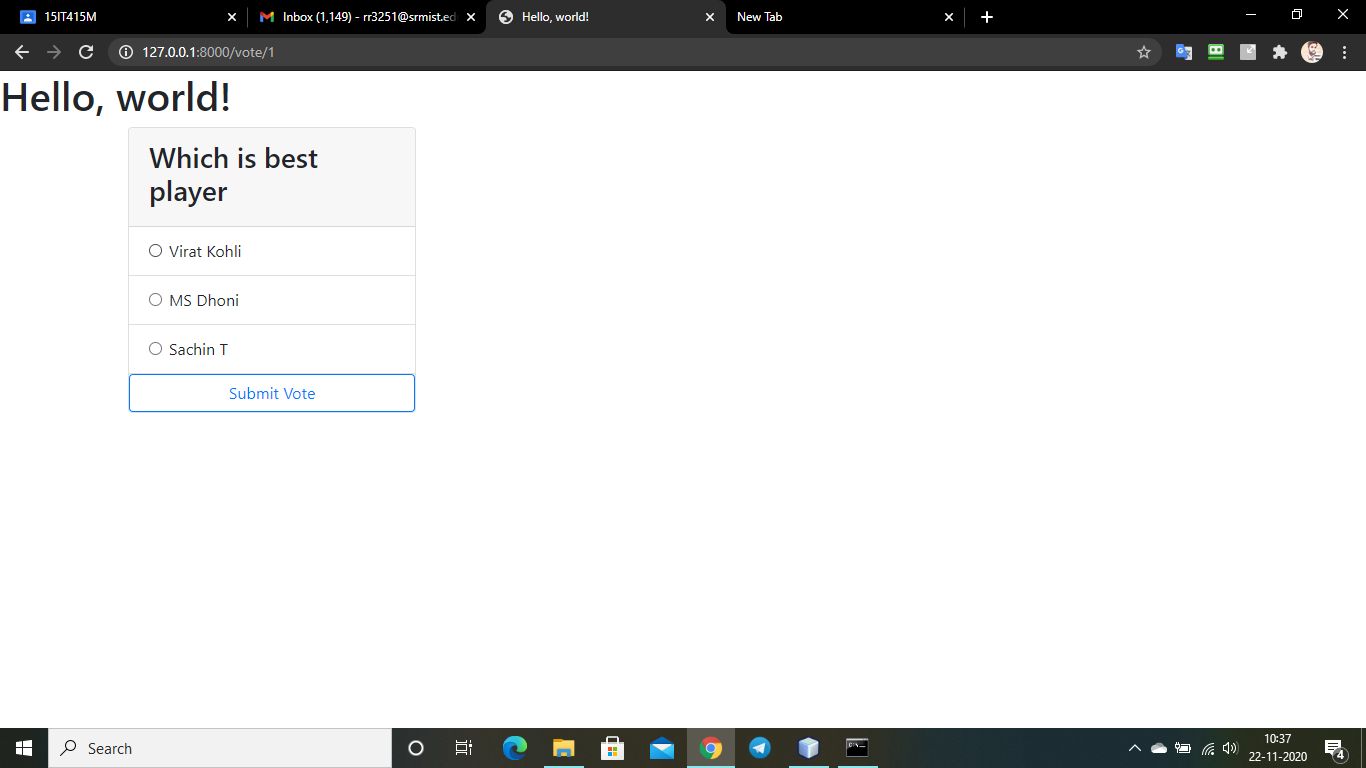 15IT415M
Inbox (1,149) - rr3251@srmist.ed
Hello, world!
New Tab
127.0.0.1:8000/vote/1
Hello, world!
Which is best
player
Virat Kohli
MS Dhoni
Sachin T
Submit Vote
Search
10:37
22-11-2020
4